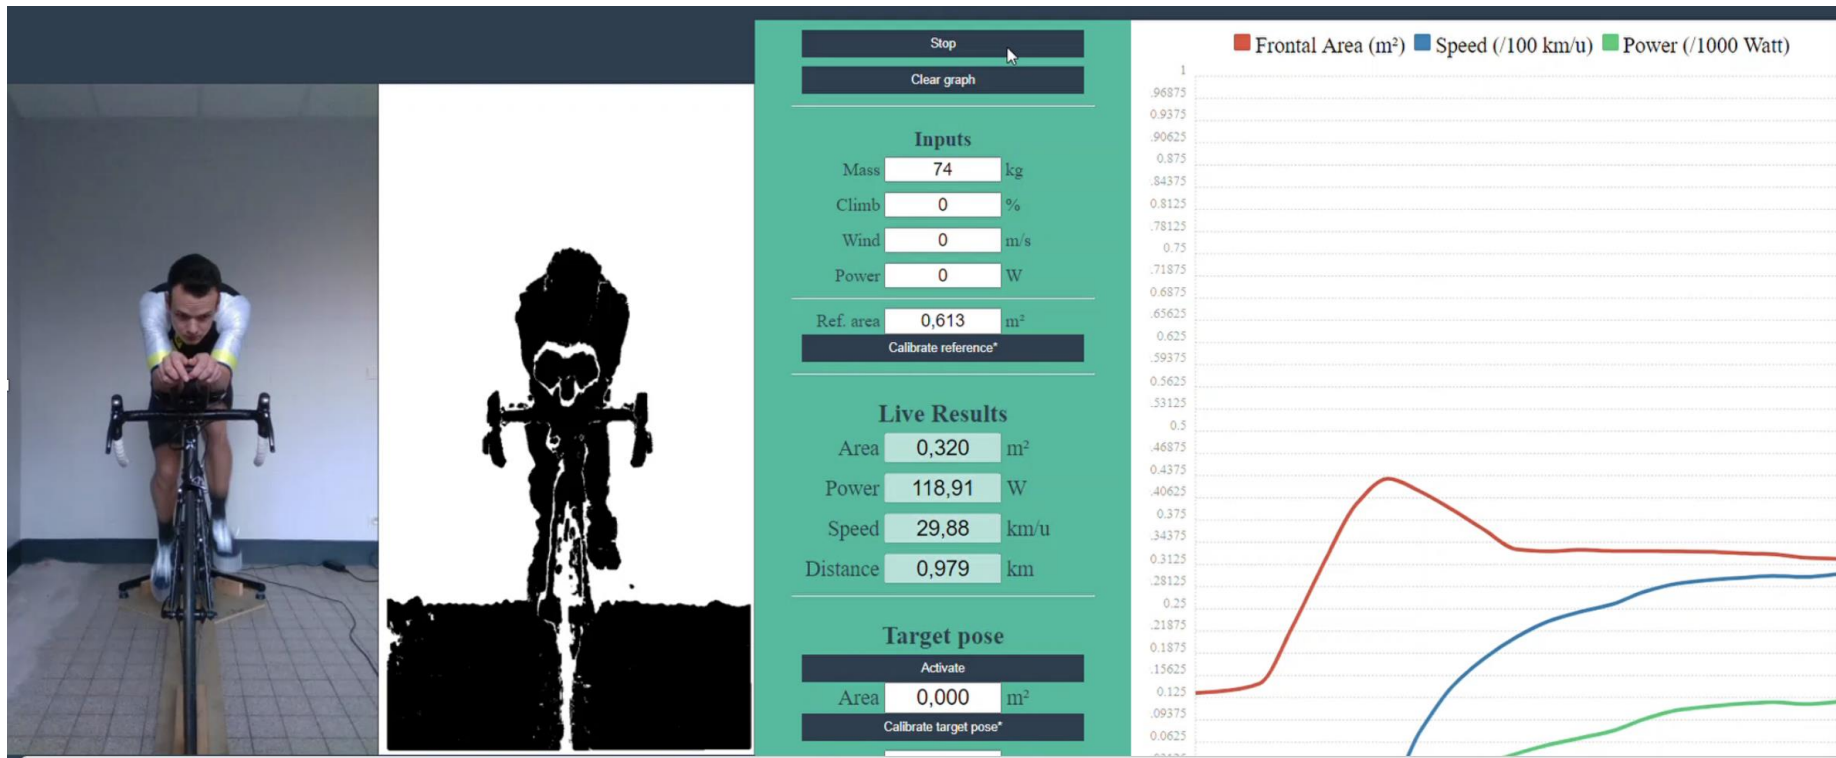 Stop
Clear graph
Inputs
Mass 74 kg
Climb 0 %
Wind 0 m/s
Power 0 W
Ref. area 0,613 m²
Calibrate reference*
Live Results
Area 0,320 m²
Power 118,91 W
Speed 29,88 km/u
Distance 0,979 km
Target pose
Activate
Area 0,000 m²
Calibrate target pose*
Frontal Area (m²) Speed (/100 km/u) Power (/1000 Watt)
1
.96875
0.9375
.90625
0.875
.84375
0.8125
.78125
0.75
.71875
0.6875
.65625
0.625
.59375
0.5625
.53125
0.5
.46875
0.4375
.40625
0.375
.34375
0.3125
.28125
0.25
.21875
0.1875
.15625
0.125
.09375
0.0625